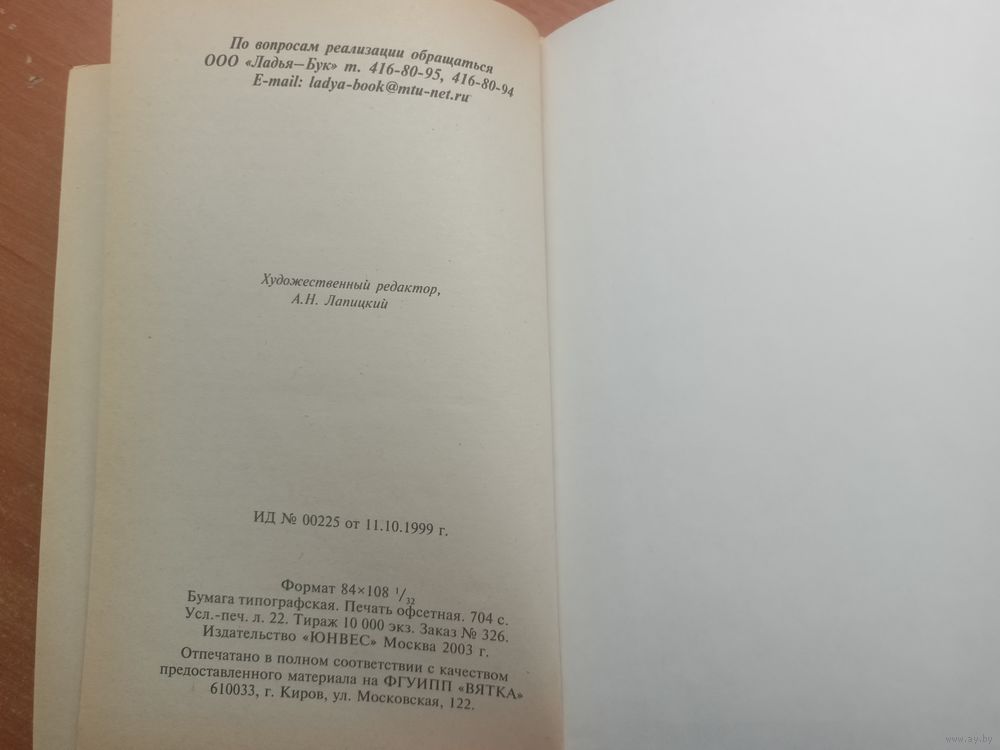 По вопросам реализации обращаться
ООО «Ладья—Бук» т. 416-80-95, 416-80-94
E-mail: ladya-book@mtu-net.ru
Художественный редактор,
А.Н. Лапицкий
ИД № 00225 от 11.10.1999 г.
Формат 84×108 1/32
Бумага типографская. Печать офсетная. 704 с.
Усл.-печ. л. 22. Тираж 10 000 экз. Заказ № 326.
Издательство «ЮНВЕС» Москва 2003 г.
Отпечатано в полном соответствии с качеством
предоставленного материала на ФГУИПП «ВЯТКА»
610033, г. Киров, ул. Московская, 122.
www.ay.by